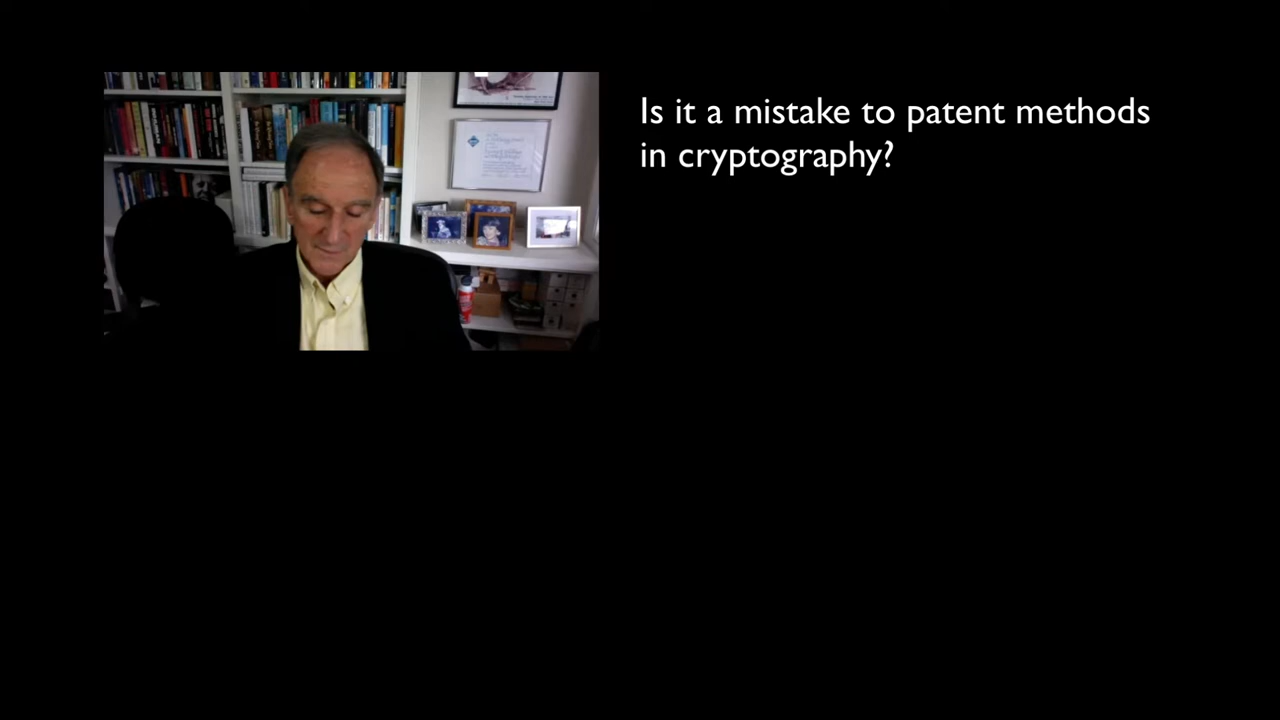 Is it a mistake to patent methods
in cryptography?